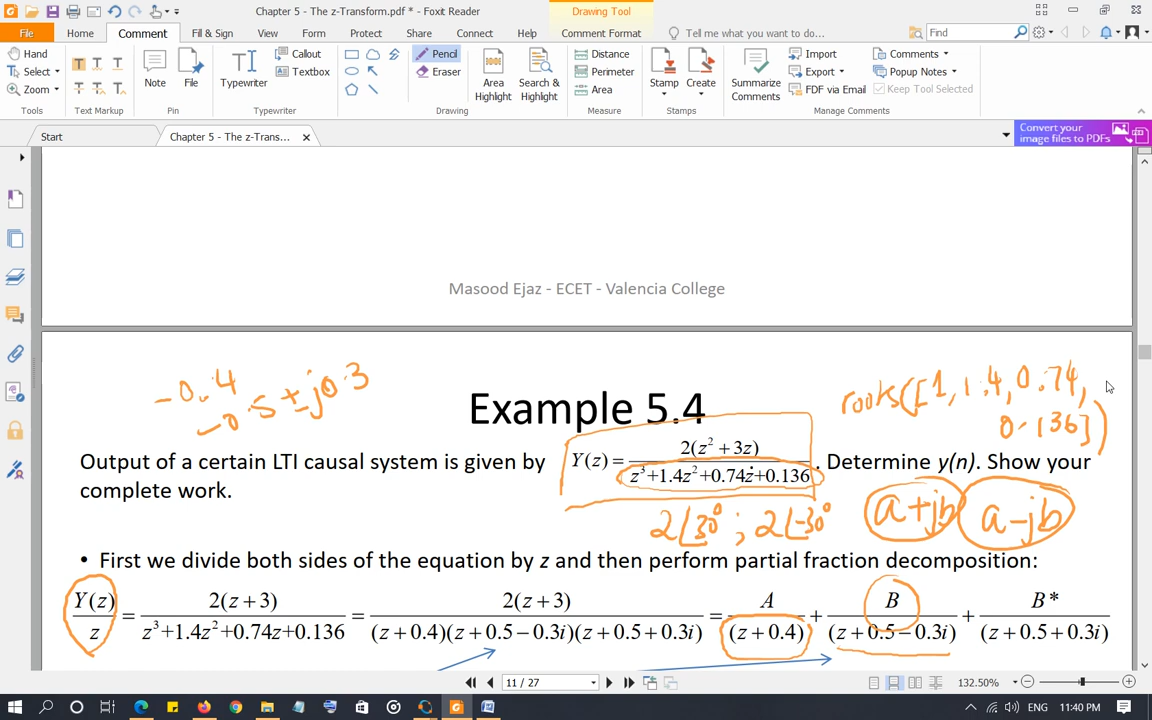 Chapter 5 - The z-Transform.pdf * - Foxit Reader
Drawing Tool
File Home Comment Fill & Sign View Form Protect Share Connect Help Comment Format Tell me what you want to do... Find
Hand
Select
Zoom
Tools
Text Markup
Note
File
Pin
Typewriter
Callout
Textbox
Typewriter
Pencil
Eraser
Area Highlight
Search & Highlight
Drawing
Distance
Perimeter
Area
Measure
Stamp
Create
Stamps
Summarize Comments
Import
Export
FDF via Email
Comments
Popup Notes
Keep Tool Selected
Manage Comments
Start
Chapter 5 - The z-Trans...
Convert your
image files to PDFs
Masood Ejaz - ECET - Valencia College
-0.4
-0.5±j0.3
roots([1, 1.4, 0.74,
0.136])
Example 5.4
Output of a certain LTI causal system is given by Y(z) = 2(z² + 3z) / z³+1.4z²+0.74z+0.136 . Determine y(n). Show your
complete work.
2∠30° ; 2∠-30°
a+jb a-jb
• First we divide both sides of the equation by z and then perform partial fraction decomposition:
Y(z)/z = 2(z+3) / z³+1.4z²+0.74z+0.136 = 2(z+3) / (z+0.4)(z+0.5−0.3i)(z+0.5+0.3i) = A / (z+0.4) + B / (z+0.5−0.3i) + B* / (z+0.5+0.3i)
11 / 27
132.50%
ENG 11:40 PM